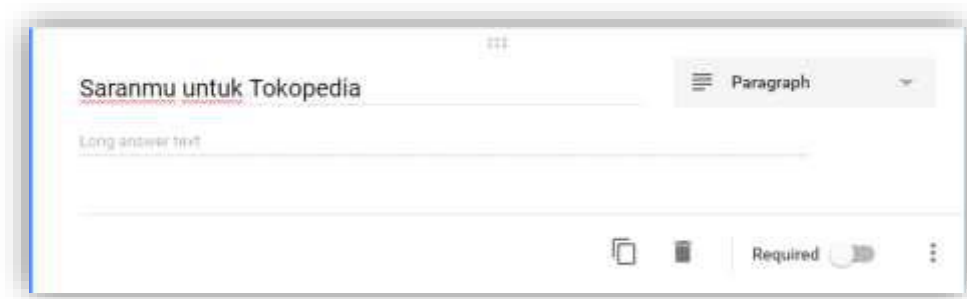 Saranmu untuk Tokopedia
Paragraph
Long answer text
Required